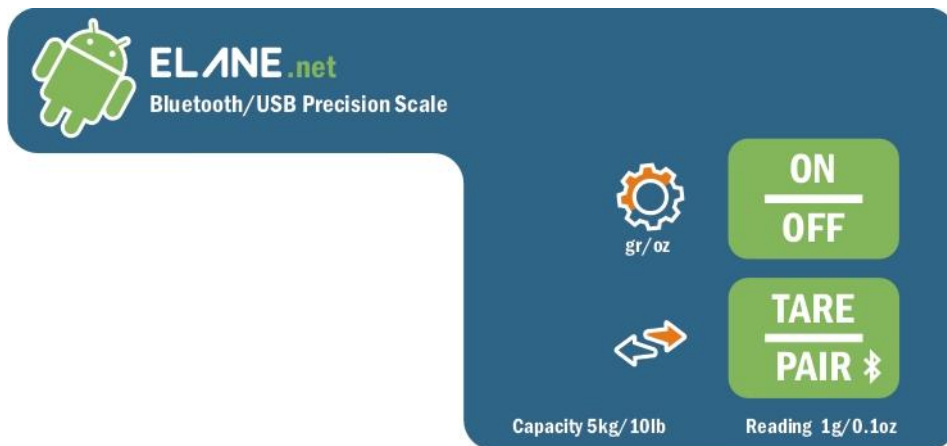 ELANE.net
Bluetooth/USB Precision Scale
ON
OFF
gr/oz
TARE
PAIR
Capacity 5kg/10lb
Reading 1g/0.1oz